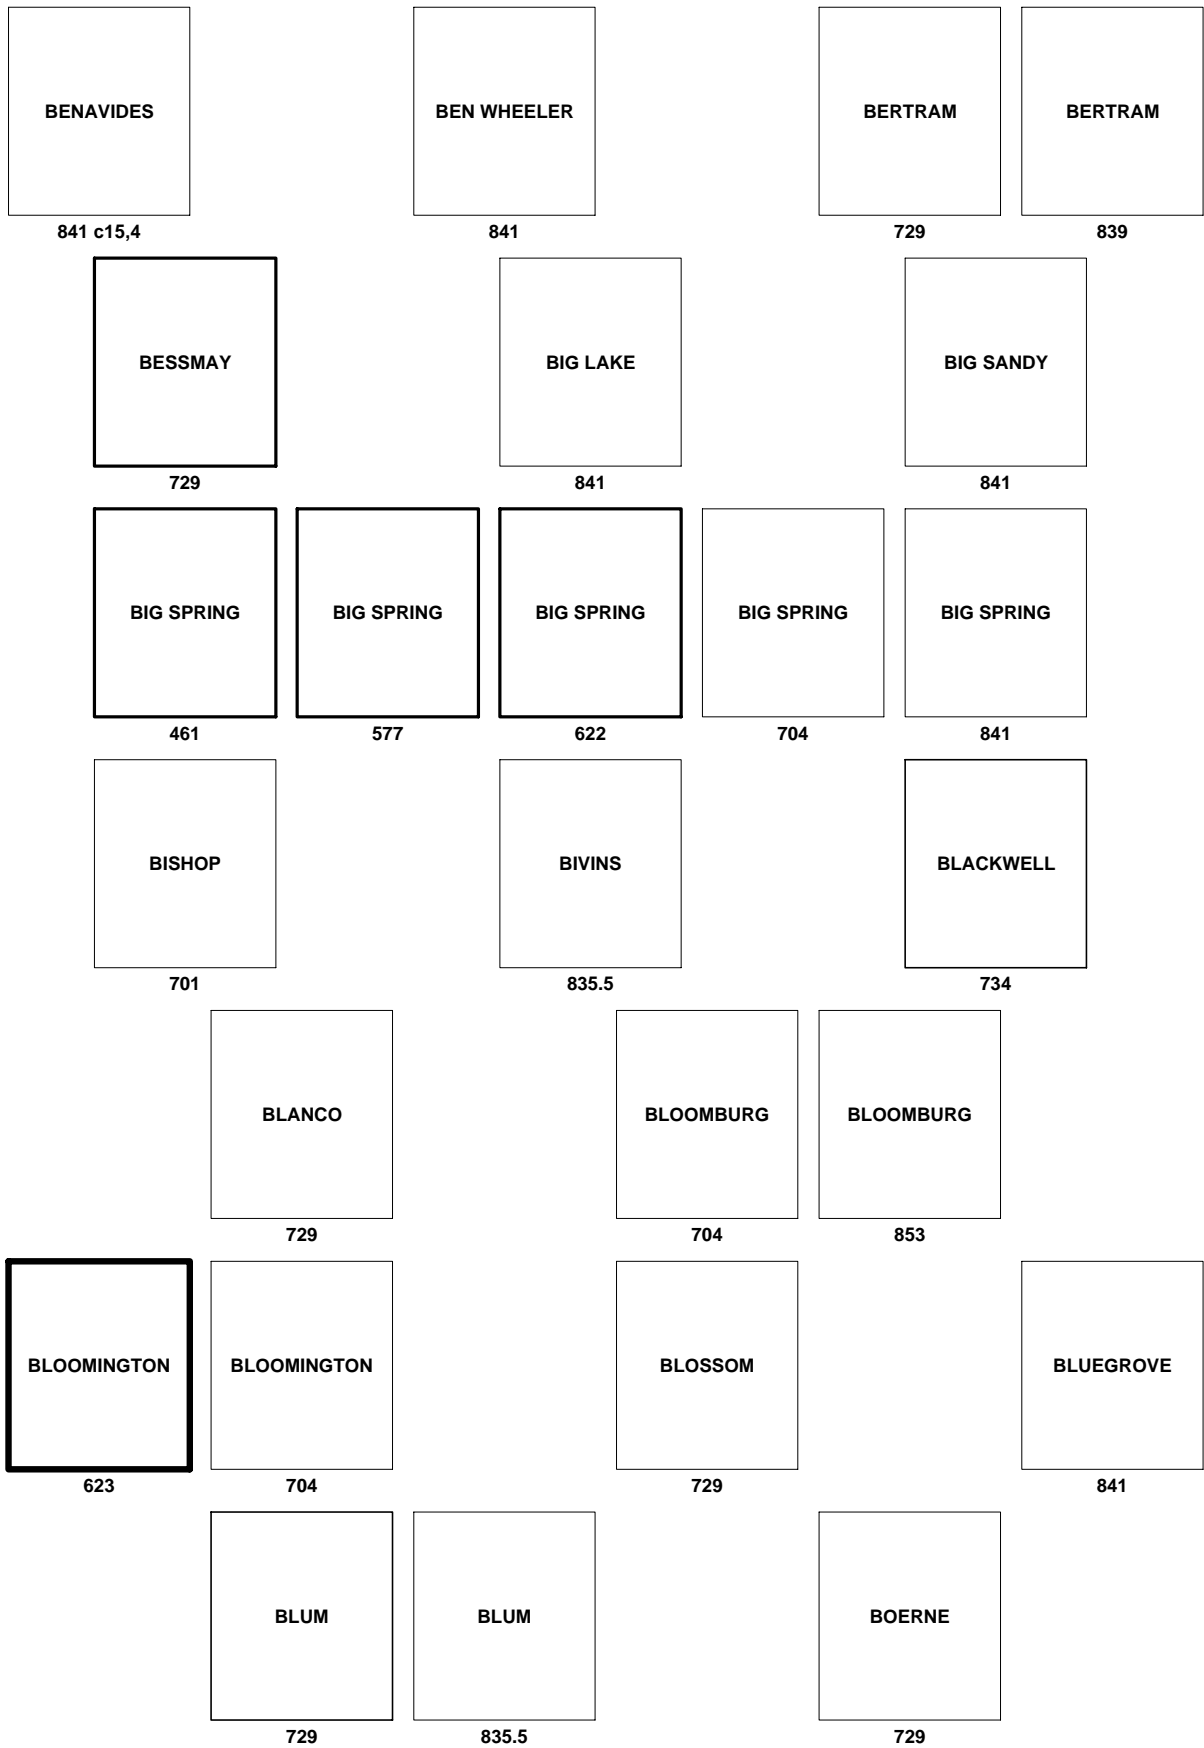 BENAVIDES BEN WHEELER BERTRAM BERTRAM
841 c15,4 841 729 839
BESSMAY BIG LAKE BIG SANDY
729 841 841
BIG SPRING BIG SPRING BIG SPRING BIG SPRING BIG SPRING
461 577 622 704 841
BISHOP BIVINS BLACKWELL
701 835.5 734
BLANCO BLOOMBURG BLOOMBURG
729 704 853
BLOOMINGTON BLOOMINGTON BLOSSOM BLUEGROVE
623 704 729 841
BLUM BLUM BOERNE
729 835.5 729